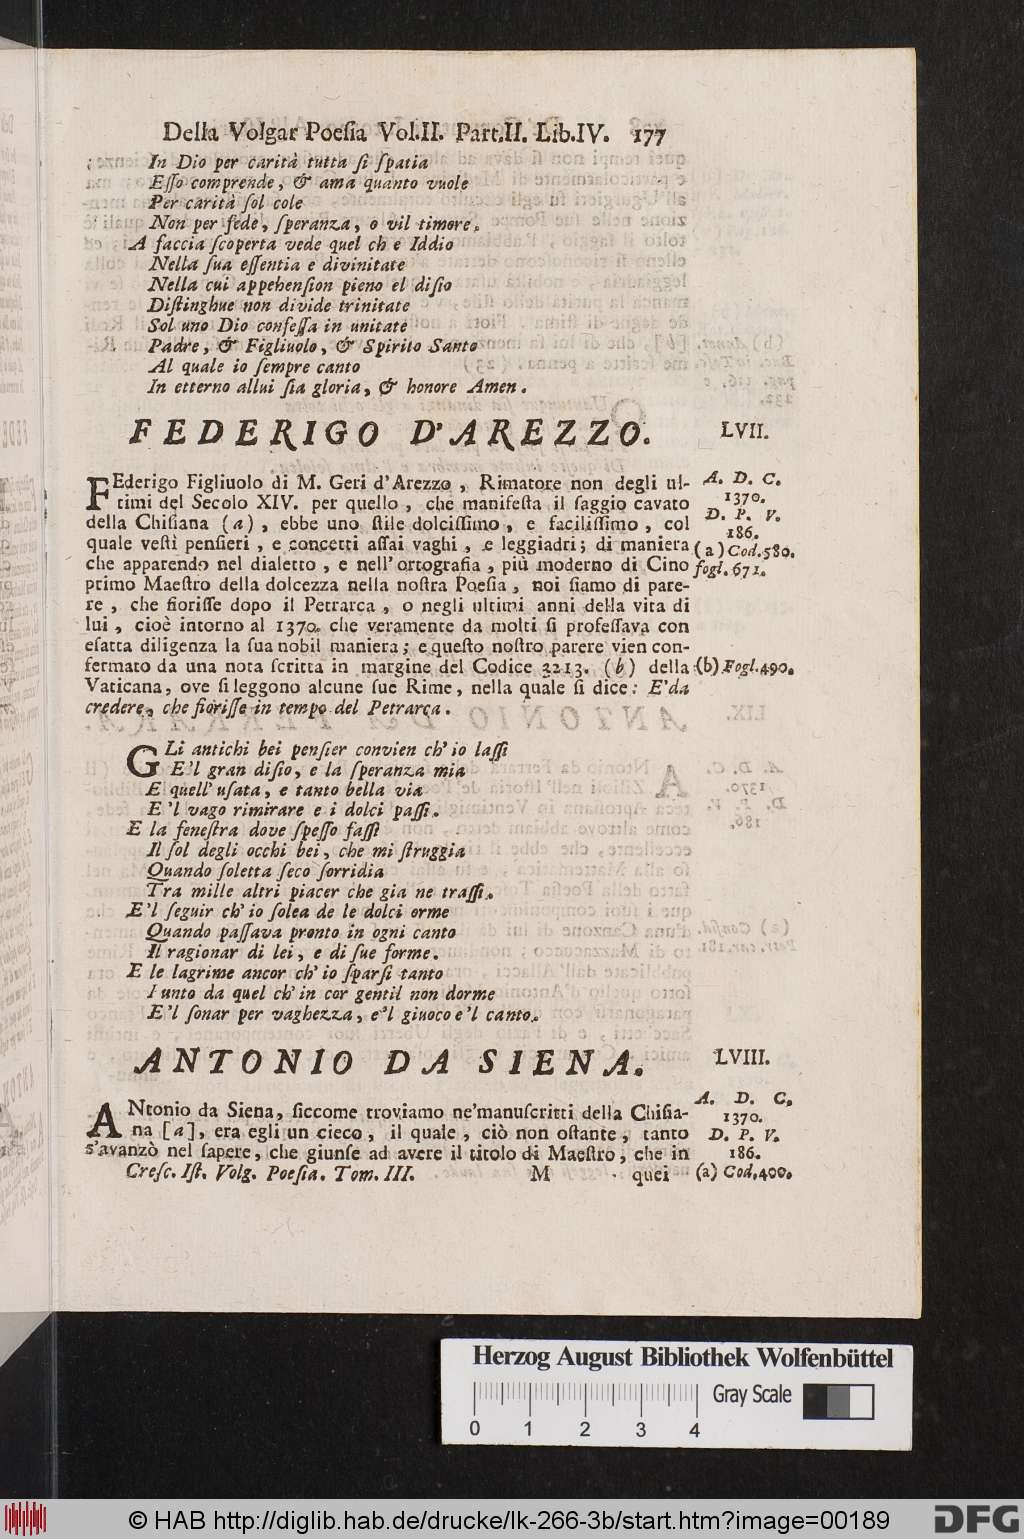 Della Volgar Poeſia Vol.II. Part.II. Lib.IV. 177
In Dio per carità tutta ſi ſpatia
Eſſo comprende, & ama quanto vuole
Per carità ſol cole
Non per fede, ſperanza, o vil timore.
A faccia ſcoperta vede quel ch e Iddio
Nella ſua eſſentia e divinitate
Nella cui appehenſion pieno el diſio
Diſtinghue non divide trinitate
Sol uno Dio confeſſa in unitate
Padre, & Figliuolo, & Spirito Santo
Al quale io ſempre canto
In etterno allui ſia gloria, & honore Amen.
FEDERIGO D'AREZZO. LVII.
FEderigo Figliuolo di M. Geri d'Arezzo, Rimatore non degli ul- A. D. C.
timi del Secolo XIV. per quello, che manifeſta il ſaggio cavato 1370.
della Chiſiana (a), ebbe uno ſtile dolciſſimo, e faciliſſimo, col D. P. V.
186.
quale veſtì penſieri, e concetti aſſai vaghi, e leggiadri; di maniera (a) Cod.580.
che apparendo nel dialetto, e nell'ortografia, più moderno di Cino fogl.671.
primo Maeſtro della dolcezza nella noſtra Poeſia, noi ſiamo di pare-
re, che fioriſſe dopo il Petrarca, o negli ultimi anni della vita di
lui, cioè intorno al 1370. che veramente da molti ſi profeſſava con
eſatta diligenza la ſua nobil maniera; e queſto noſtro parere vien con-
fermato da una nota ſcritta in margine del Codice 3213. (b) della (b) Fogl.490.
Vaticana, ove ſi leggono alcune ſue Rime, nella quale ſi dice: E'da
credere, che fioriſſe in tempo del Petrarca.
GLi antichi bei penſier convien ch'io laſſi
E'l gran diſio, e la ſperanza mia
E quell'uſata, e tanto bella via
E'l vago rimirare e i dolci paſſi.
E la feneſtra dove ſpeſſo faſſi
Il ſol degli occhi bei, che mi ſtruggia
Quando ſoletta ſeco ſorridia
Tra mille altri piacer che gia ne traſſi.
E'l ſeguir ch'io ſolea de le dolci orme
Quando paſſava pronto in ogni canto
Il ragionar di lei, e di ſue forme.
E le lagrime ancor ch'io ſparſi tanto
I unto da quel ch'in cor gentil non dorme
E'l ſonar per vaghezza, e'l giuoco e'l canto.
ANTONIO DA SIENA. LVIII.
ANtonio da Siena, ſiccome troviamo ne'manuſcritti della Chiſia- A. D. C.
1370.
na [a], era egli un cieco, il quale, ciò non oſtante, tanto D. P. V.
s'avanzò nel ſapere, che giunſe ad avere il titolo di Maeſtro, che in 186.
Creſc. Iſt. Volg. Poeſia. Tom. III. M quei (a) Cod.400.
Herzog August Bibliothek Wolfenbüttel
Gray Scale
0 1 2 3 4
© HAB http://diglib.hab.de/drucke/lk-266-3b/start.htm?image=00189
DFG